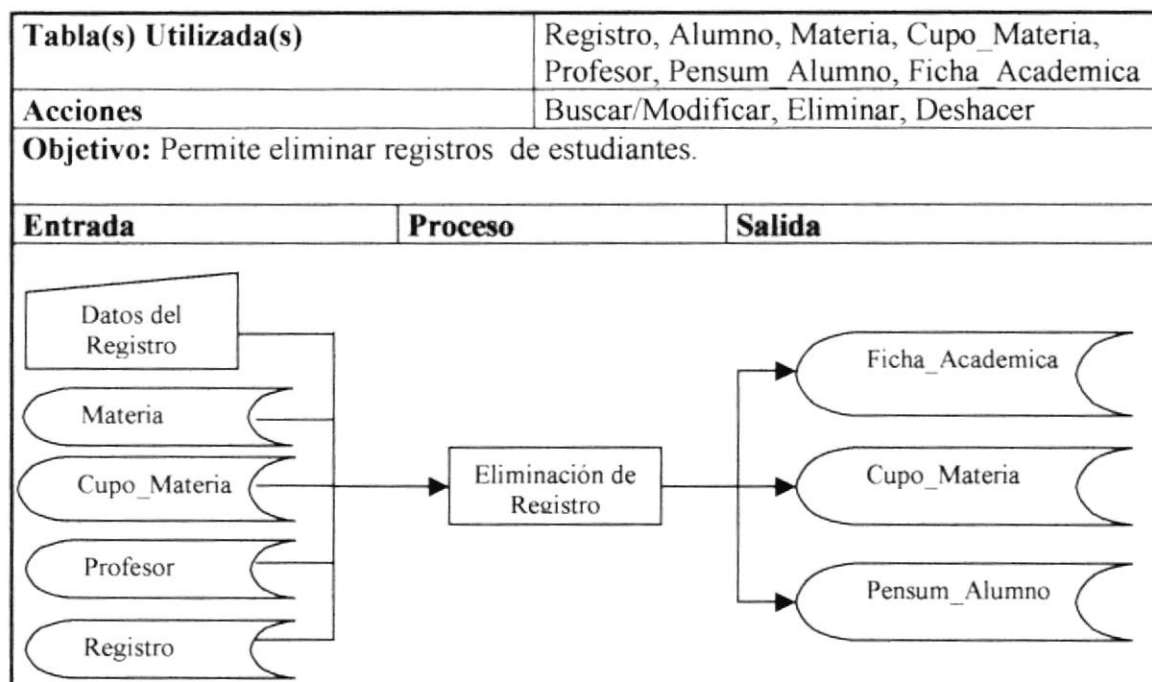 Tabla(s) Utilizada(s)
Registro, Alumno, Materia, Cupo_Materia,
Profesor, Pensum_Alumno, Ficha_Academica
Acciones
Buscar/Modificar, Eliminar, Deshacer
Objetivo: Permite eliminar registros de estudiantes.
Entrada
Proceso
Salida
Datos del
Registro
Materia
Cupo_Materia
Profesor
Registro
Eliminación de
Registro
Ficha_Academica
Cupo_Materia
Pensum_Alumno